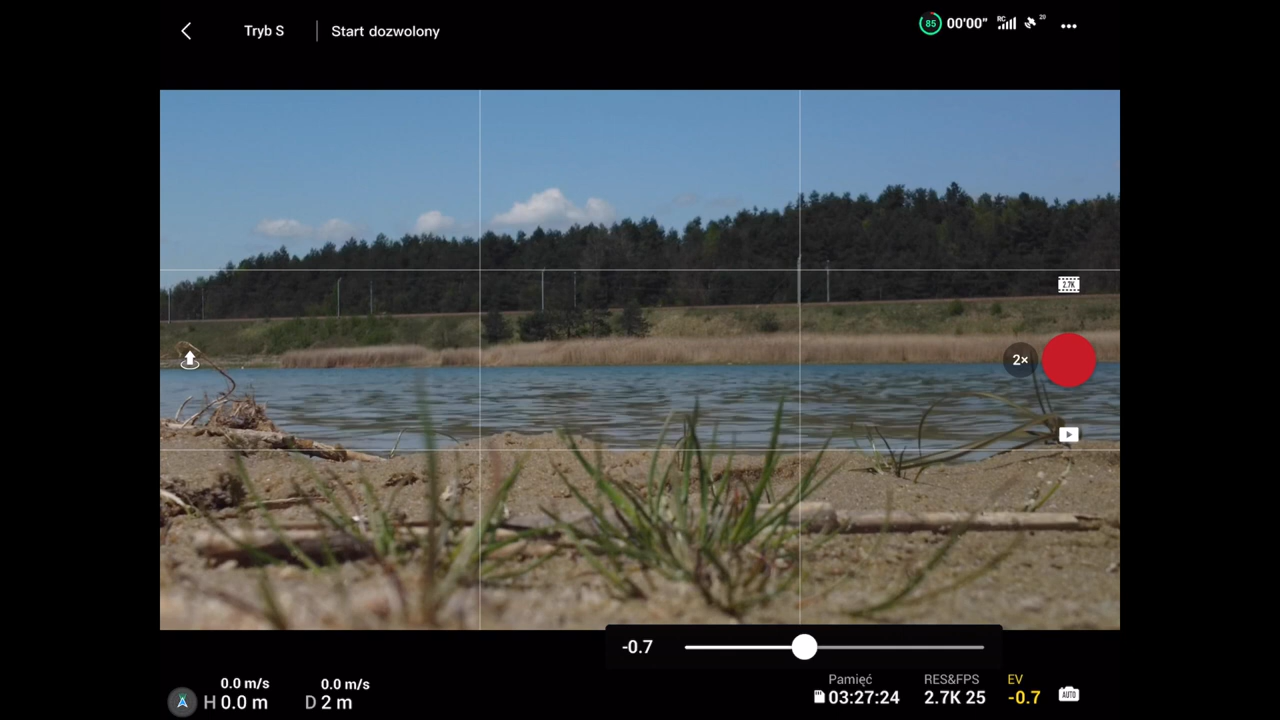 Tryb S
Start dozwolony
85 00'00" RC 20
2.7K
2×
-0.7
0.0 m/s
0.0 m/s
H 0.0 m
D 2 m
Pamięć
03:27:24
RES&FPS
2.7K 25
EV
-0.7
AUTO